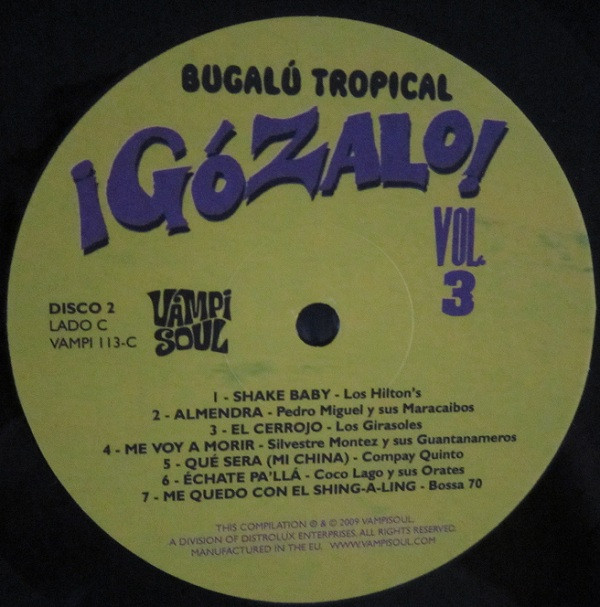 BUGALÚ TROPICAL
¡GÓZALO!
VOL.
3
DISCO 2
LADO C
VAMPI 113-C
VAMPI
SOUL
1 - SHAKE BABY - Los Hilton's
2 - ALMENDRA - Pedro Miguel y sus Maracaibos
3 - EL CERROJO - Los Girasoles
4 - ME VOY A MORIR - Silvestre Montez y sus Guantanameros
5 - QUÉ SERA (MI CHINA) - Compay Quinto
6 - ÉCHATE PA'LLÁ - Coco Lago y sus Orates
7 - ME QUEDO CON EL SHING-A-LING - Bossa 70
THIS COMPILATION ℗ & © 2009 VAMPISOUL.
A DIVISION OF DISTROLUX ENTERPRISES. ALL RIGHTS RESERVED.
MANUFACTURED IN THE EU. WWW.VAMPISOUL.COM